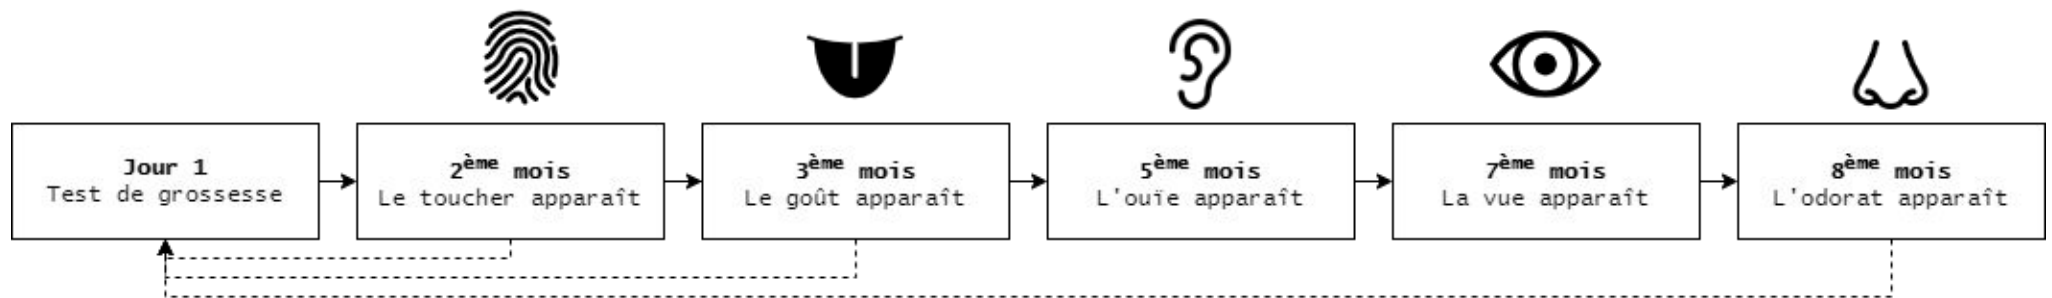 Jour 1
Test de grossesse
2ème mois
Le toucher apparaît
3ème mois
Le goût apparaît
5ème mois
L'ouïe apparaît
7ème mois
La vue apparaît
8ème mois
L'odorat apparaît